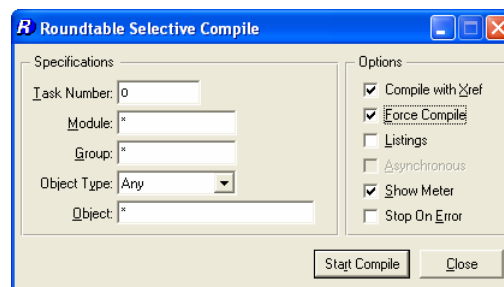 R Roundtable Selective Compile
Specifications
Task Number: 0
Module: *
Group: *
Object Type: Any
Object: *
Options
Compile with Xref
Force Compile
Listings
Asynchronous
Show Meter
Stop On Error
Start Compile
Close